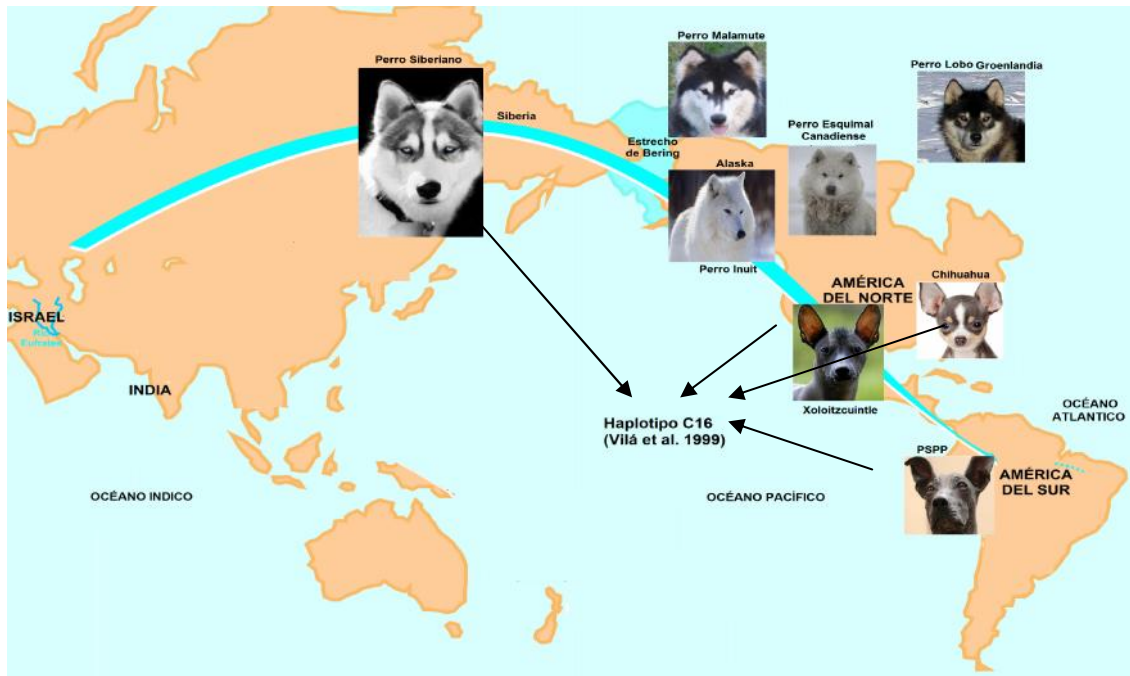 Perro Malamute
Perro Siberiano
Perro Lobo Groenlandia
Siberia
Perro Esquimal
Canadiense
Estrecho
de Bering
Alaska
Perro Inuit
AMÉRICA
DEL NORTE
Chihuahua
ISRAEL
Río
Eufrates
INDIA
Xoloitzcuintle
OCÉANO
ATLANTICO
Haplotipo C16
(Vilá et al. 1999)
PSPP
AMÉRICA
DEL SUR
OCÉANO INDICO
OCÉANO PACÍFICO